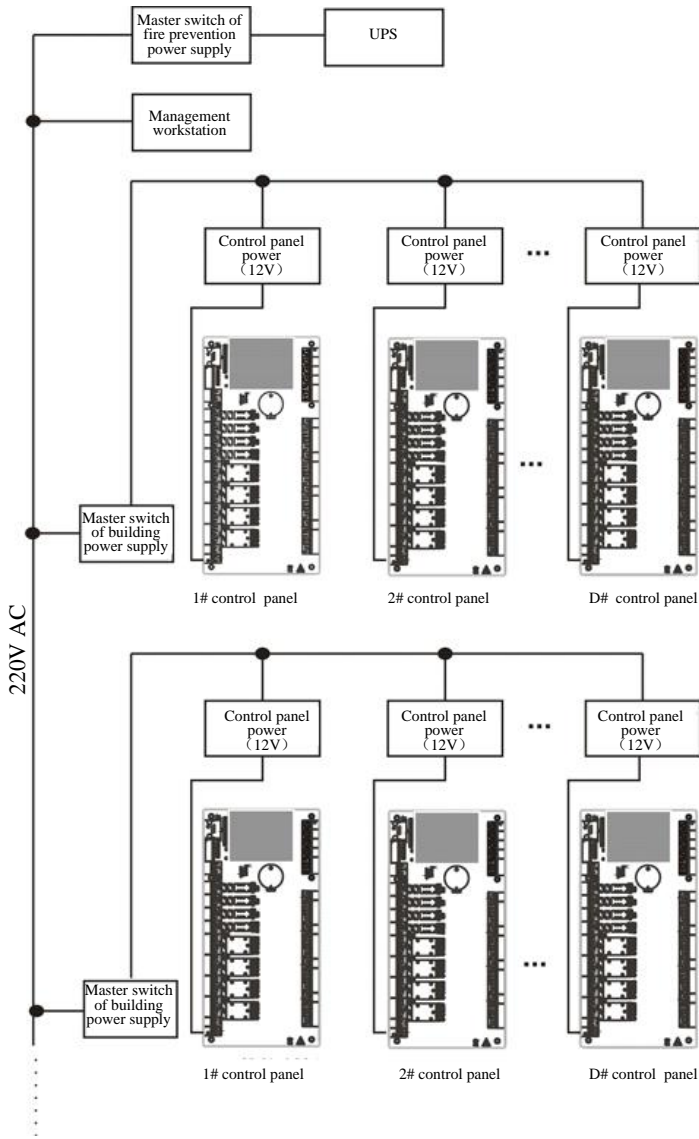 Master switch of
fire prevention
power supply
UPS
Management
workstation
Control panel
power
（12V）
Control panel
power
（12V）
...
Control panel
power
（12V）
...
Master switch
of building
power supply
1# control panel
2# control panel
D# control panel
220V AC
Control panel
power
（12V）
Control panel
power
（12V）
...
Control panel
power
（12V）
...
Master switch
of building
power supply
1# control panel
2# control panel
D# control panel